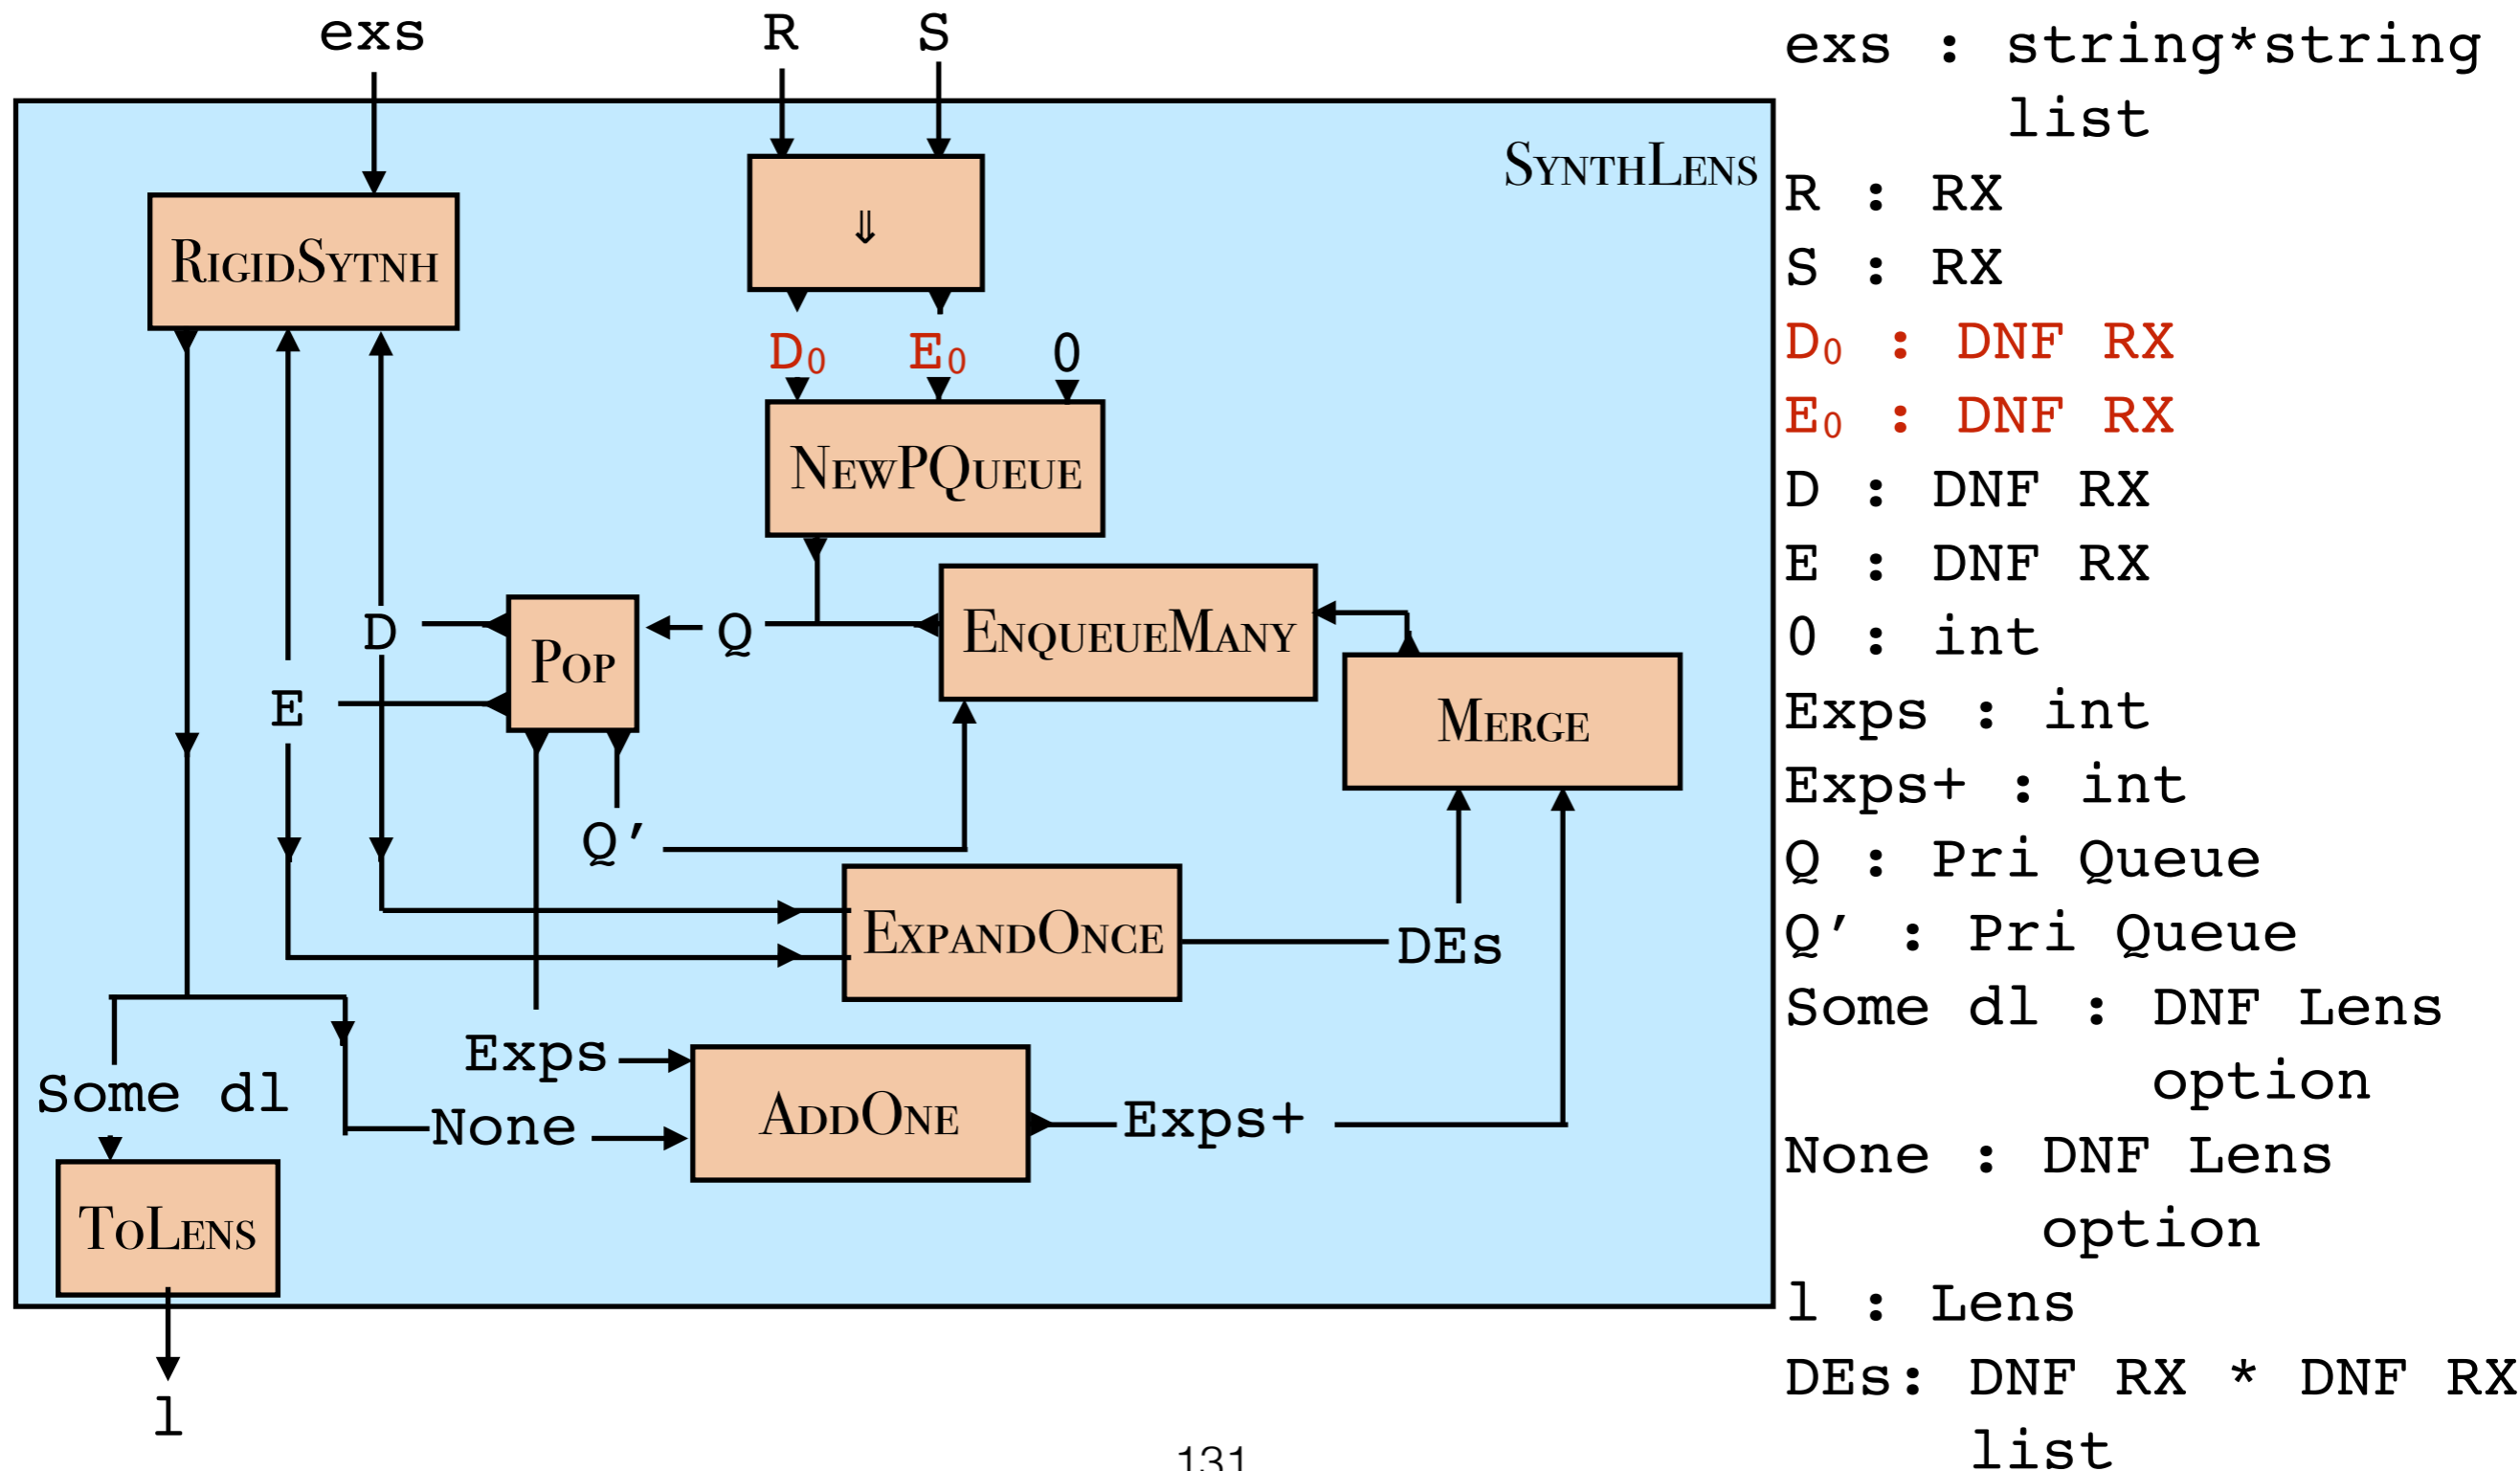 exs
R
S
SynthLens
RigidSytnh
⇓
D₀
E₀
0
NewPQueue
EnqueueMany
D
Pop
Q
Merge
E
Q’
ExpandOnce
DEs
Exps
Some dl
None
AddOne
Exps+
ToLens
l
exs : string*string
list
R : RX
S : RX
D₀ : DNF RX
E₀ : DNF RX
D : DNF RX
E : DNF RX
0 : int
Exps : int
Exps+ : int
Q : Pri Queue
Q’ : Pri Queue
Some dl : DNF Lens
option
None : DNF Lens
option
l : Lens
DEs: DNF RX * DNF RX
list
131